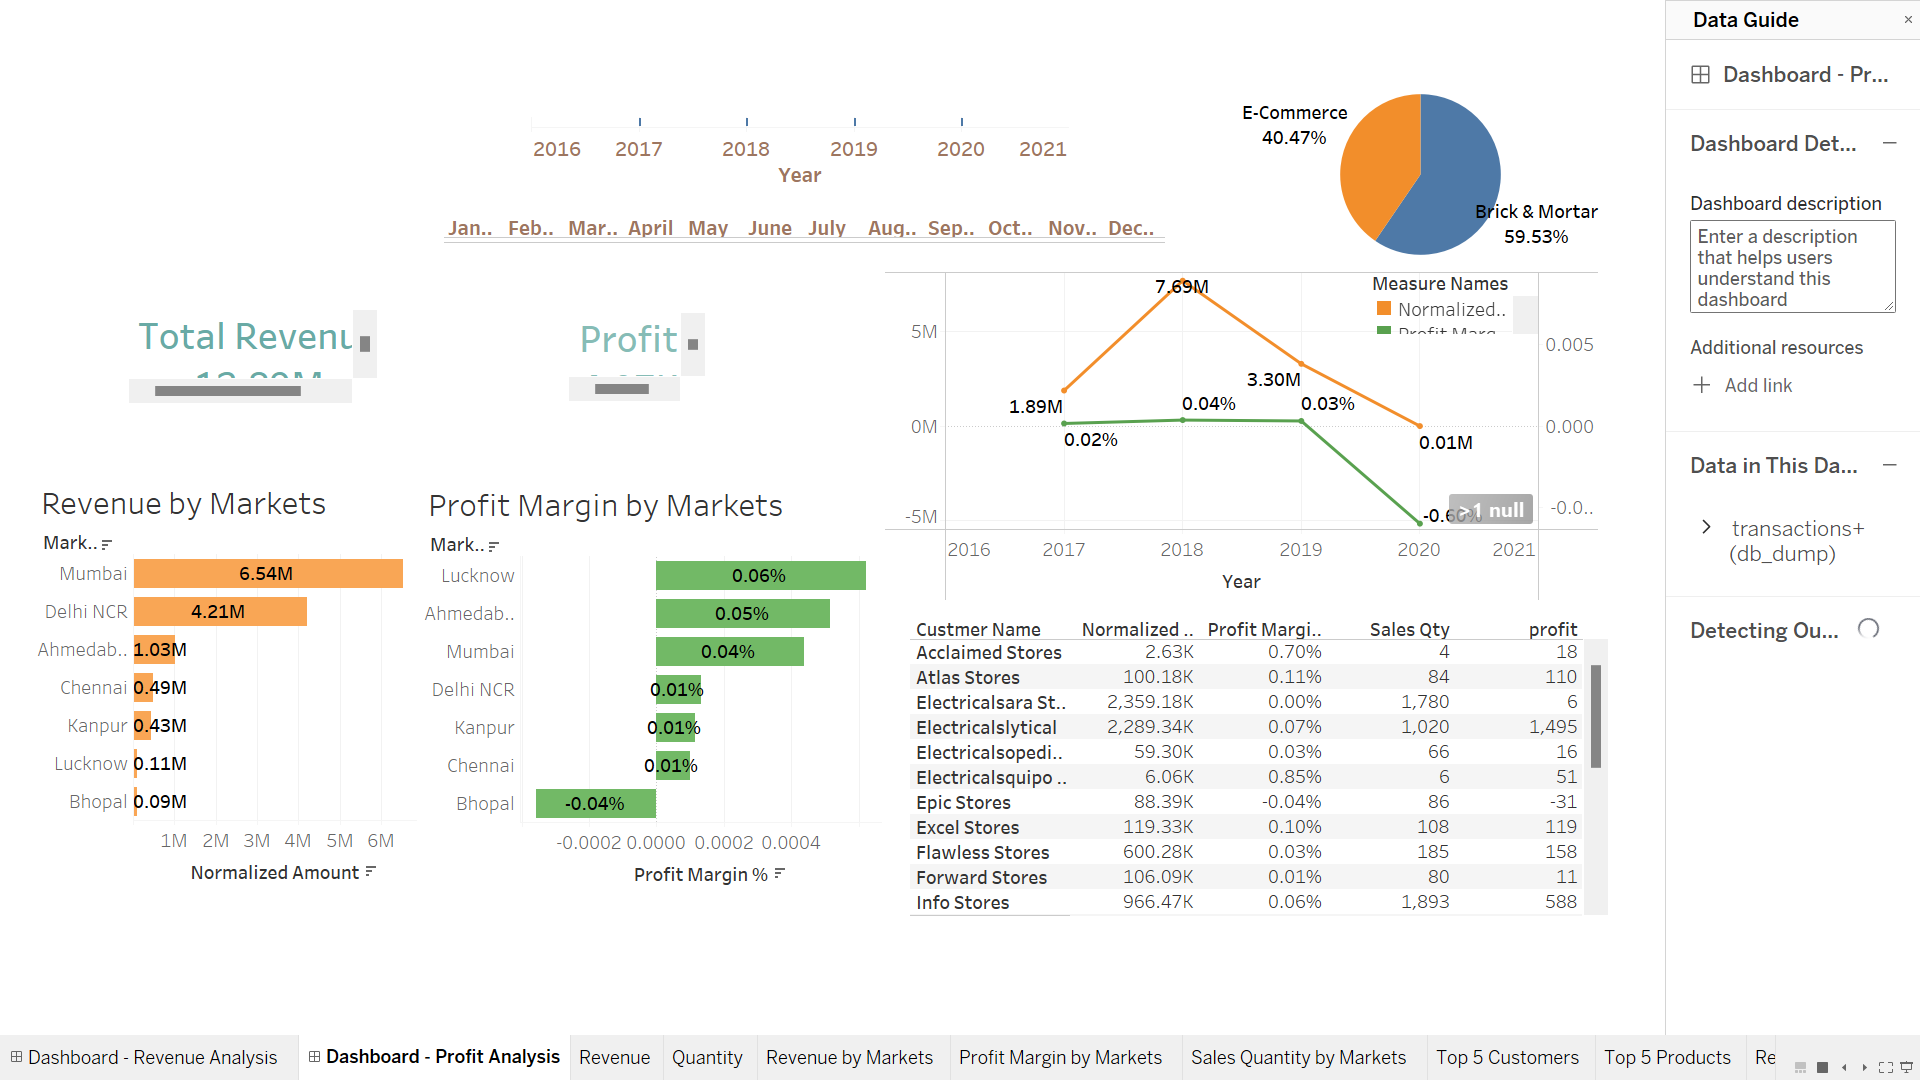 2016 2017 2018 2019 2020 2021
Year
Jan.. Feb.. Mar.. April May June July Aug.. Sep.. Oct.. Nov.. Dec..
E-Commerce
40.47%
Brick & Mortar
59.53%
Total Revenu
Profit
Measure Names
Normalized..
Profit Marg
5M
0M
-5M
7.69M
1.89M
3.30M
0.01M
0.02%
0.04%
0.03%
>1 null
0.005
0.000
-0.0..
2016 2017 2018 2019 2020 2021
Year
Revenue by Markets
Mark..
Mumbai 6.54M
Delhi NCR 4.21M
Ahmedab.. 1.03M
Chennai 0.49M
Kanpur 0.43M
Lucknow 0.11M
Bhopal 0.09M
1M 2M 3M 4M 5M 6M
Normalized Amount
Profit Margin by Markets
Mark..
Lucknow 0.06%
Ahmedab.. 0.05%
Mumbai 0.04%
Delhi NCR 0.01%
Kanpur 0.01%
Chennai 0.01%
Bhopal -0.04%
-0.0002 0.0000 0.0002 0.0004
Profit Margin %
Custmer Name Normalized .. Profit Margi.. Sales Qty profit
Acclaimed Stores 2.63K 0.70% 4 18
Atlas Stores 100.18K 0.11% 84 110
Electricalsara St.. 2,359.18K 0.00% 1,780 6
Electricalslytical 2,289.34K 0.07% 1,020 1,495
Electricalsopedi.. 59.30K 0.03% 66 16
Electricalsquipo .. 6.06K 0.85% 6 51
Epic Stores 88.39K -0.04% 86 -31
Excel Stores 119.33K 0.10% 108 119
Flawless Stores 600.28K 0.03% 185 158
Forward Stores 106.09K 0.01% 80 11
Info Stores 966.47K 0.06% 1,893 588
Data Guide ×
Dashboard - Pr...
Dashboard Det...
Dashboard description
Enter a description
that helps users
understand this
dashboard
Additional resources
Add link
Data in This Da...
transactions+
(db_dump)
Detecting Ou...
Dashboard - Revenue Analysis Dashboard - Profit Analysis Revenue Quantity Revenue by Markets Profit Margin by Markets Sales Quantity by Markets Top 5 Customers Top 5 Products Re